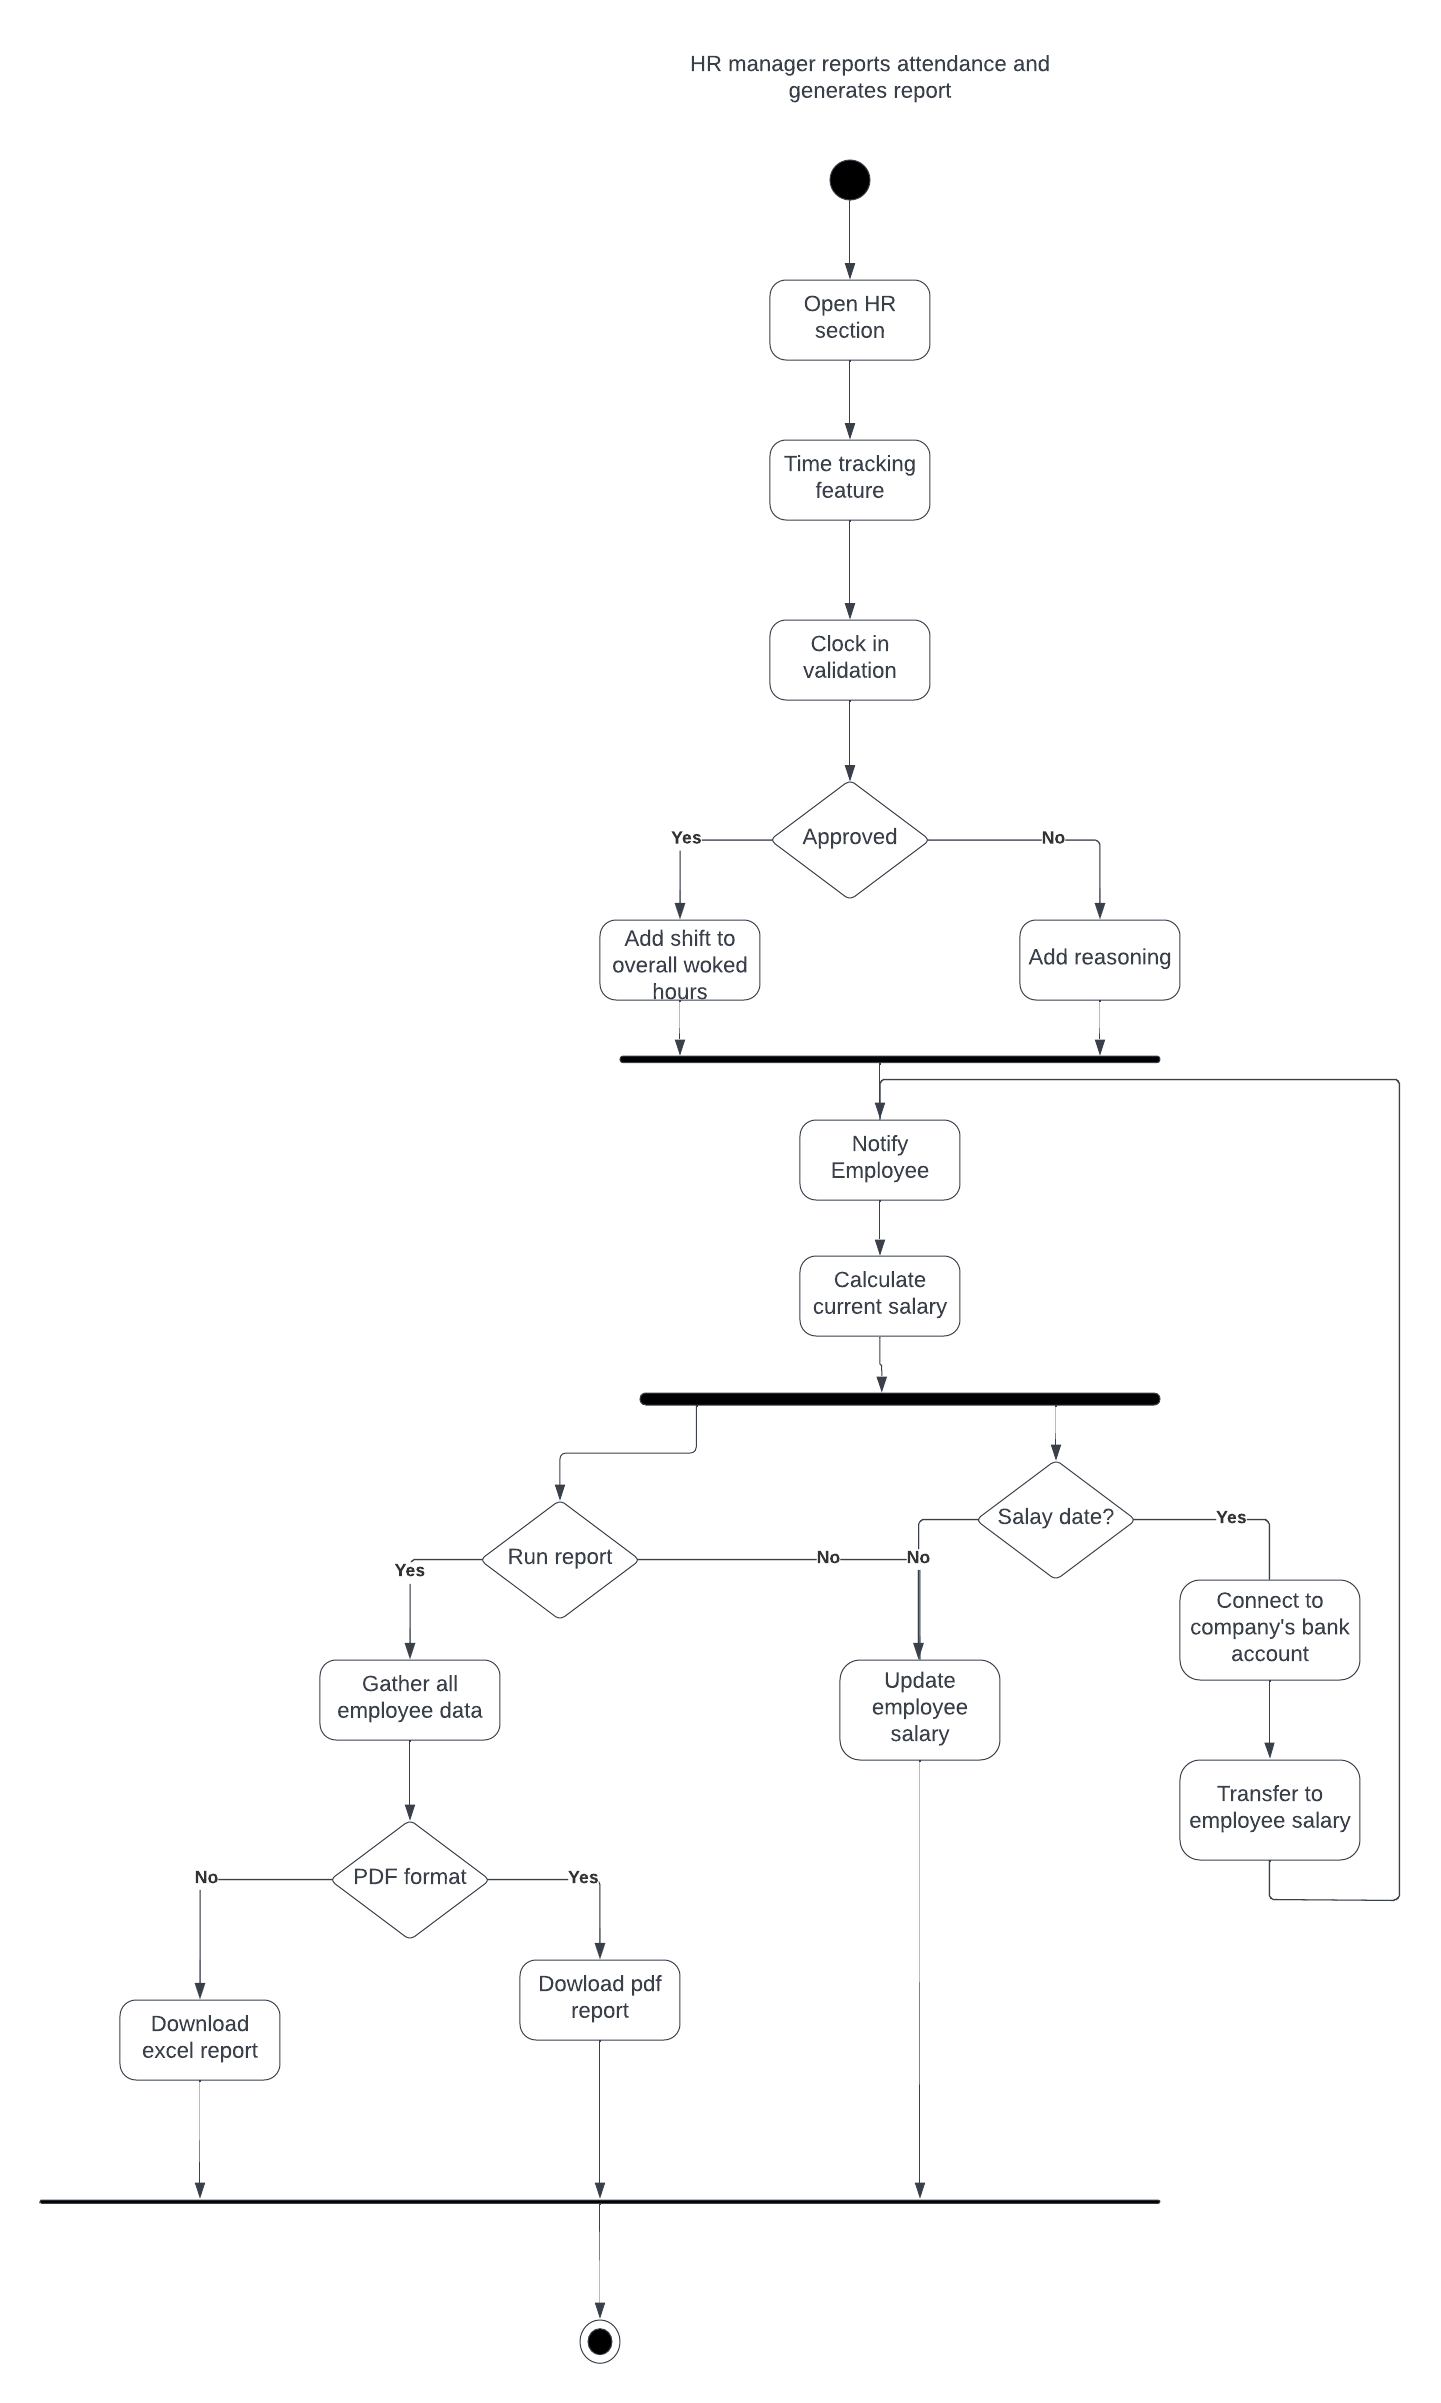 HR manager reports attendance and
generates report
Open HR
section
Time tracking
feature
Clock in
validation
Approved
Yes
No
Add shift to
overall woked
hours
Add reasoning
Notify
Employee
Calculate
current salary
Salay date?
Yes
Run report
No
No
Yes
Connect to
company's bank
account
Gather all
employee data
Update
employee
salary
Transfer to
employee salary
PDF format
No
Yes
Dowload pdf
report
Download
excel report